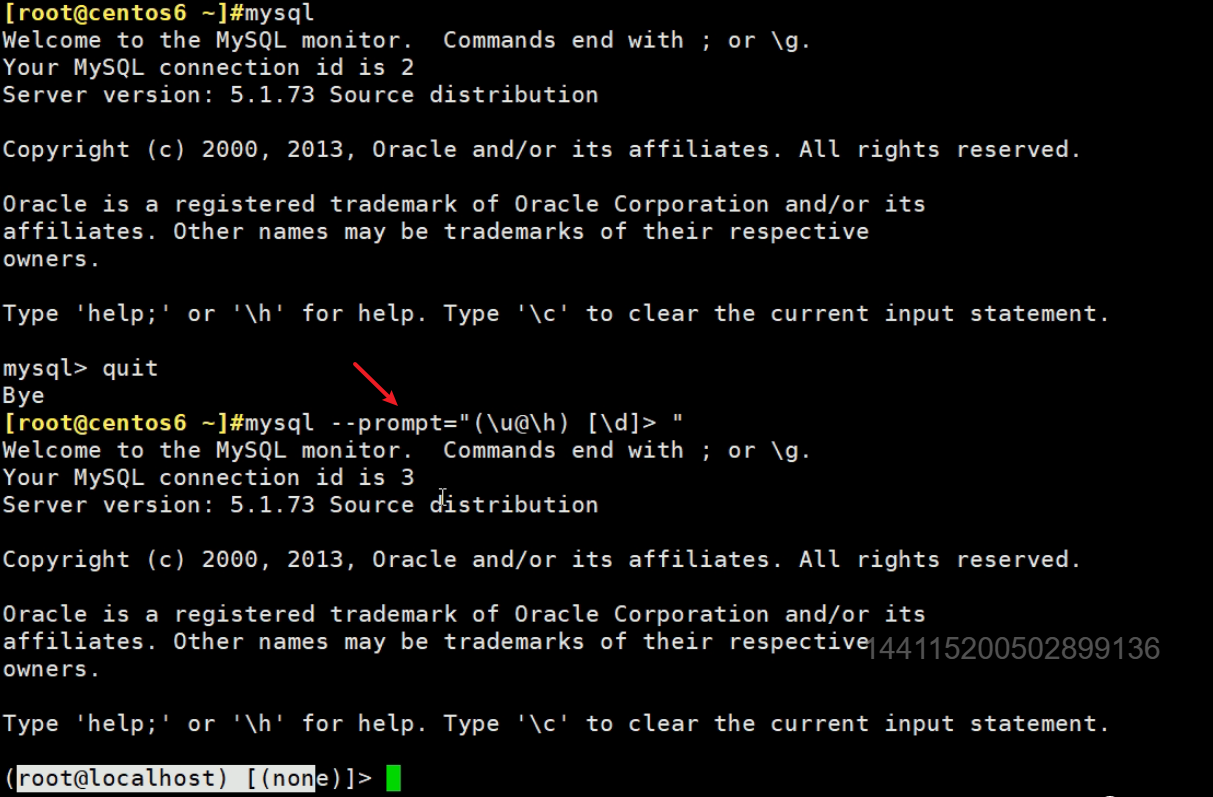 [root@centos6 ~]#mysql
Welcome to the MySQL monitor.  Commands end with ; or \g.
Your MySQL connection id is 2
Server version: 5.1.73 Source distribution

Copyright (c) 2000, 2013, Oracle and/or its affiliates. All rights reserved.

Oracle is a registered trademark of Oracle Corporation and/or its
affiliates. Other names may be trademarks of their respective
owners.

Type 'help;' or '\h' for help. Type '\c' to clear the current input statement.

mysql> quit
Bye
[root@centos6 ~]#mysql --prompt="(\u@\h) [\d]> "
Welcome to the MySQL monitor.  Commands end with ; or \g.
Your MySQL connection id is 3
Server version: 5.1.73 Source distribution

Copyright (c) 2000, 2013, Oracle and/or its affiliates. All rights reserved.

Oracle is a registered trademark of Oracle Corporation and/or its
affiliates. Other names may be trademarks of their respective
144115200502899136
owners.

Type 'help;' or '\h' for help. Type '\c' to clear the current input statement.

(root@localhost) [(none)]>